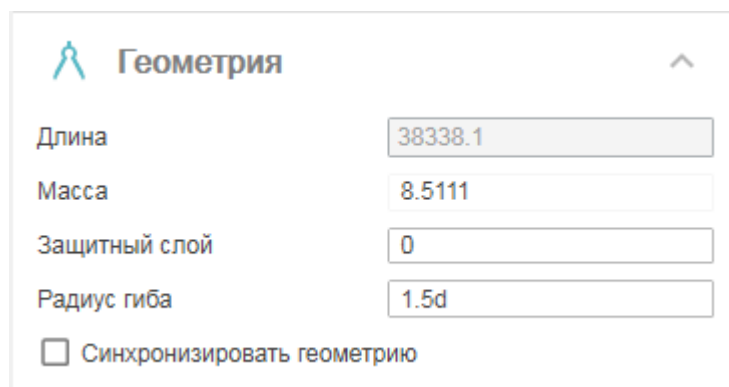 Геометрия
Длина 38338.1
Масса 8.5111
Защитный слой 0
Радиус гиба 1.5d
Синхронизировать геометрию